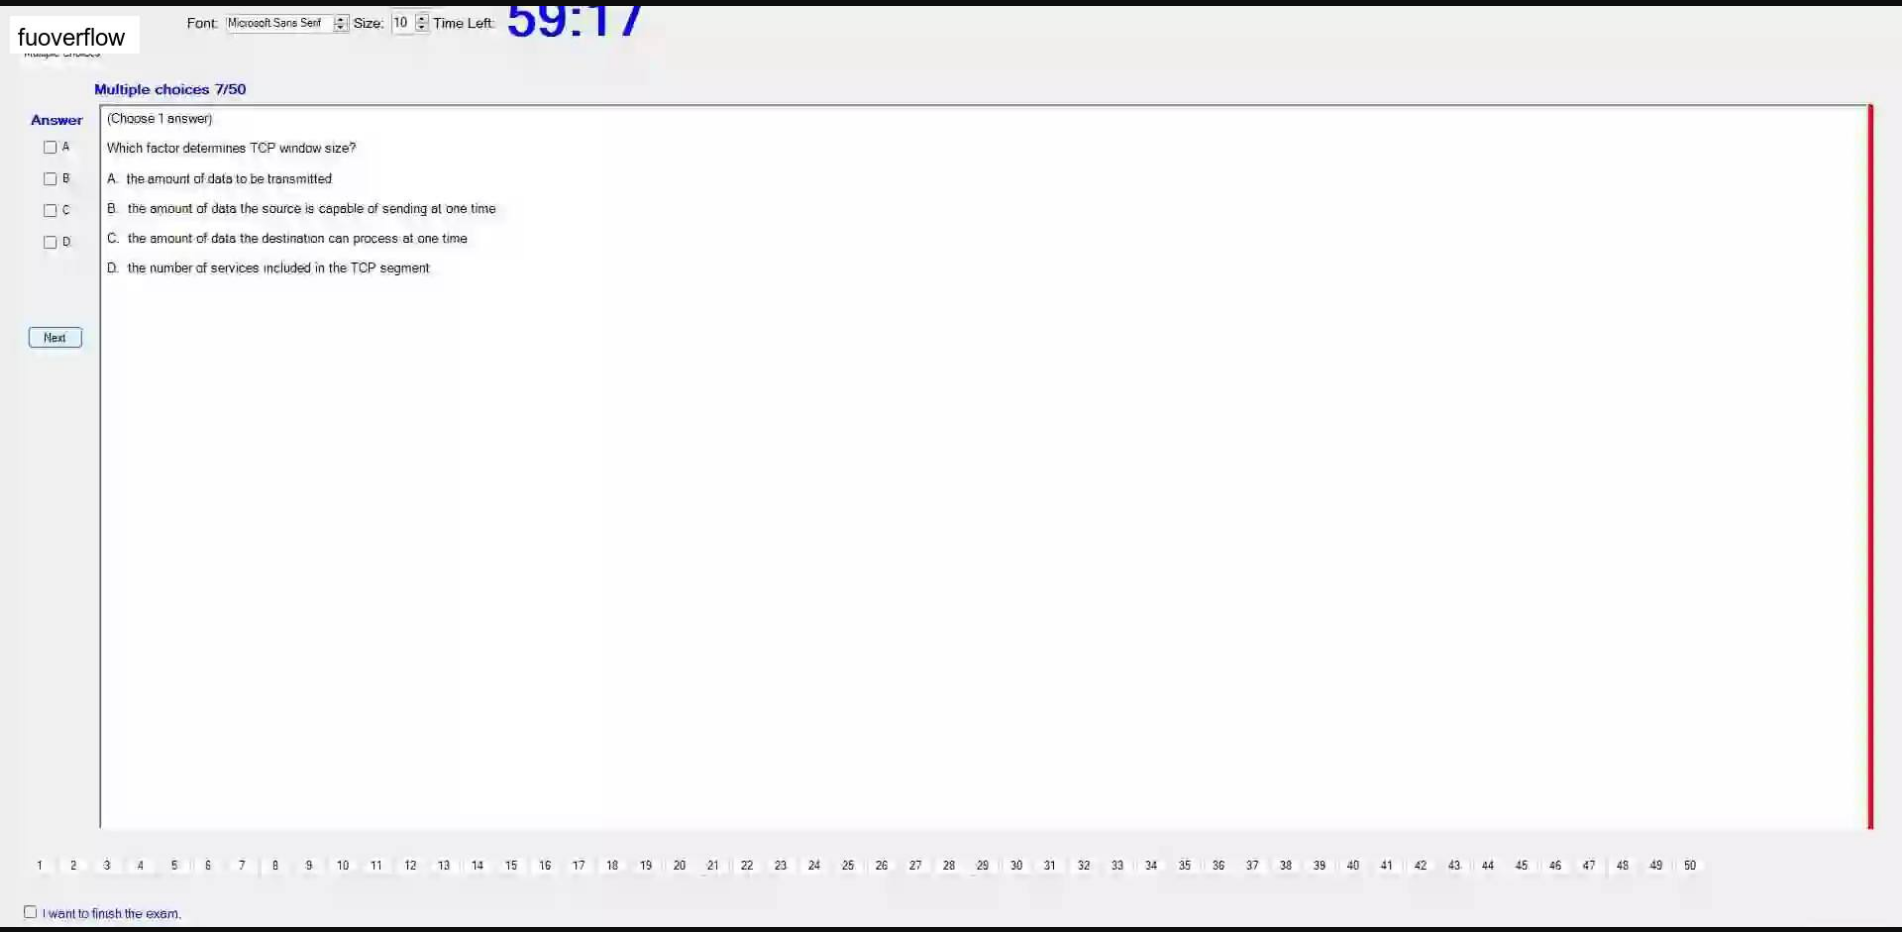 Font: Microsoft Sans Serif Size: 10 Time Left: 59:17
fuoverflow
Multiple choices 7/50
Answer
(Choose 1 answer)
A
Which factor determines TCP window size?
B
A. the amount of data to be transmitted
C
B. the amount of data the source is capable of sending at one time
D
C. the amount of data the destination can process at one time
D. the number of services included in the TCP segment
Next
1 2 3 4 5 6 7 8 9 10 11 12 13 14 15 16 17 18 19 20 21 22 23 24 25 26 27 28 29 30 31 32 33 34 35 36 37 38 39 40 41 42 43 44 45 46 47 48 49 50
I want to finish the exam.